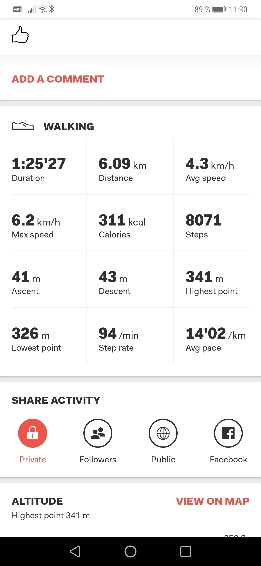 89 % 11:30
ADD A COMMENT
WALKING
1:25'27 6.09 km 4.3 km/h
Duration Distance Avg speed
6.2 km/h 311 kcal 8071
Max speed Calories Steps
41 m 43 m 341 m
Ascent Descent Highest point
326 m 94 /min 14'02 /km
Lowest point Step rate Avg pace
SHARE ACTIVITY
Private Followers Public Facebook
ALTITUDE VIEW ON MAP
Highest point 341 m